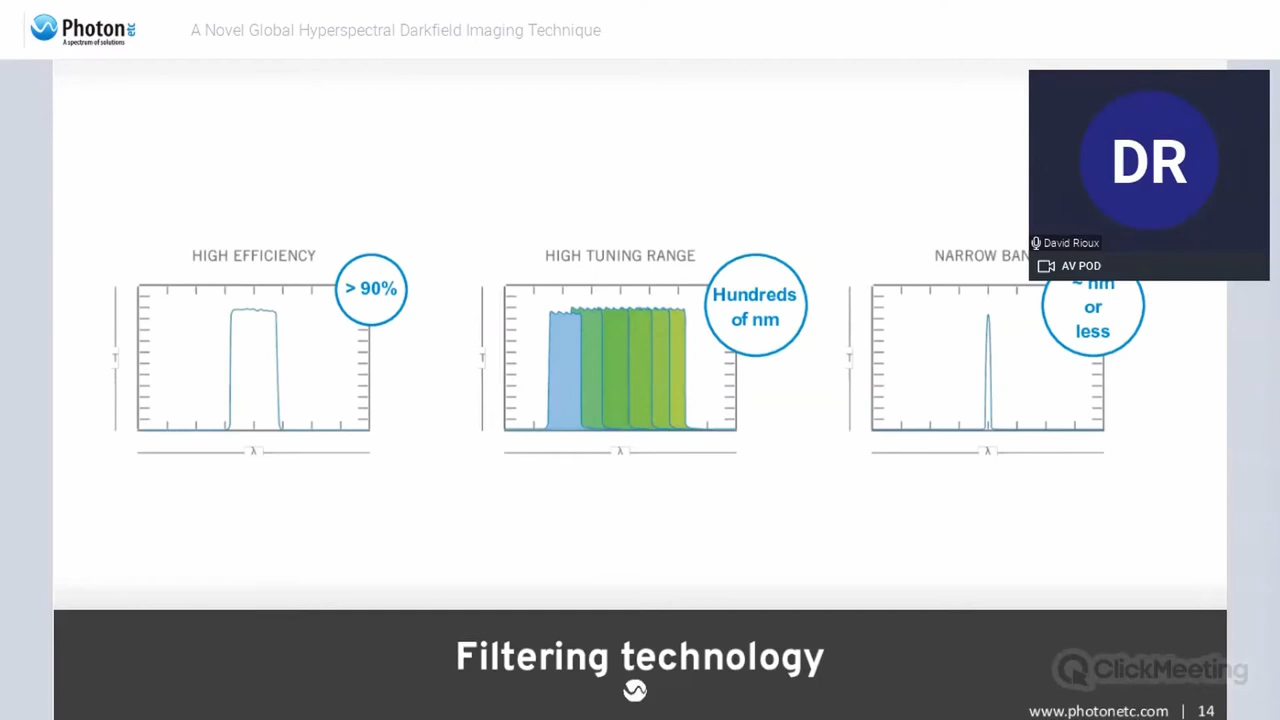 Photon etc
A spectrum of solutions
A Novel Global Hyperspectral Darkfield Imaging Technique
DR
David Rioux
AV POD
HIGH EFFICIENCY
> 90%
T
λ
HIGH TUNING RANGE
Hundreds
of nm
T
λ
NARROW BAN
~ nm
or
less
T
λ
Filtering technology
ClickMeeting
www.photonetc.com | 14